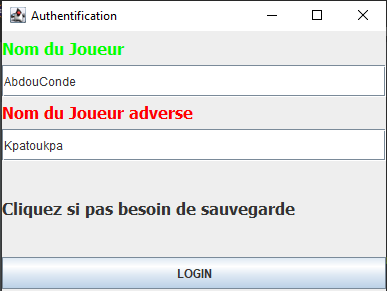 Authentification
Nom du Joueur
AbdouConde
Nom du Joueur adverse
Kpatoukpa
Cliquez si pas besoin de sauvegarde
LOGIN